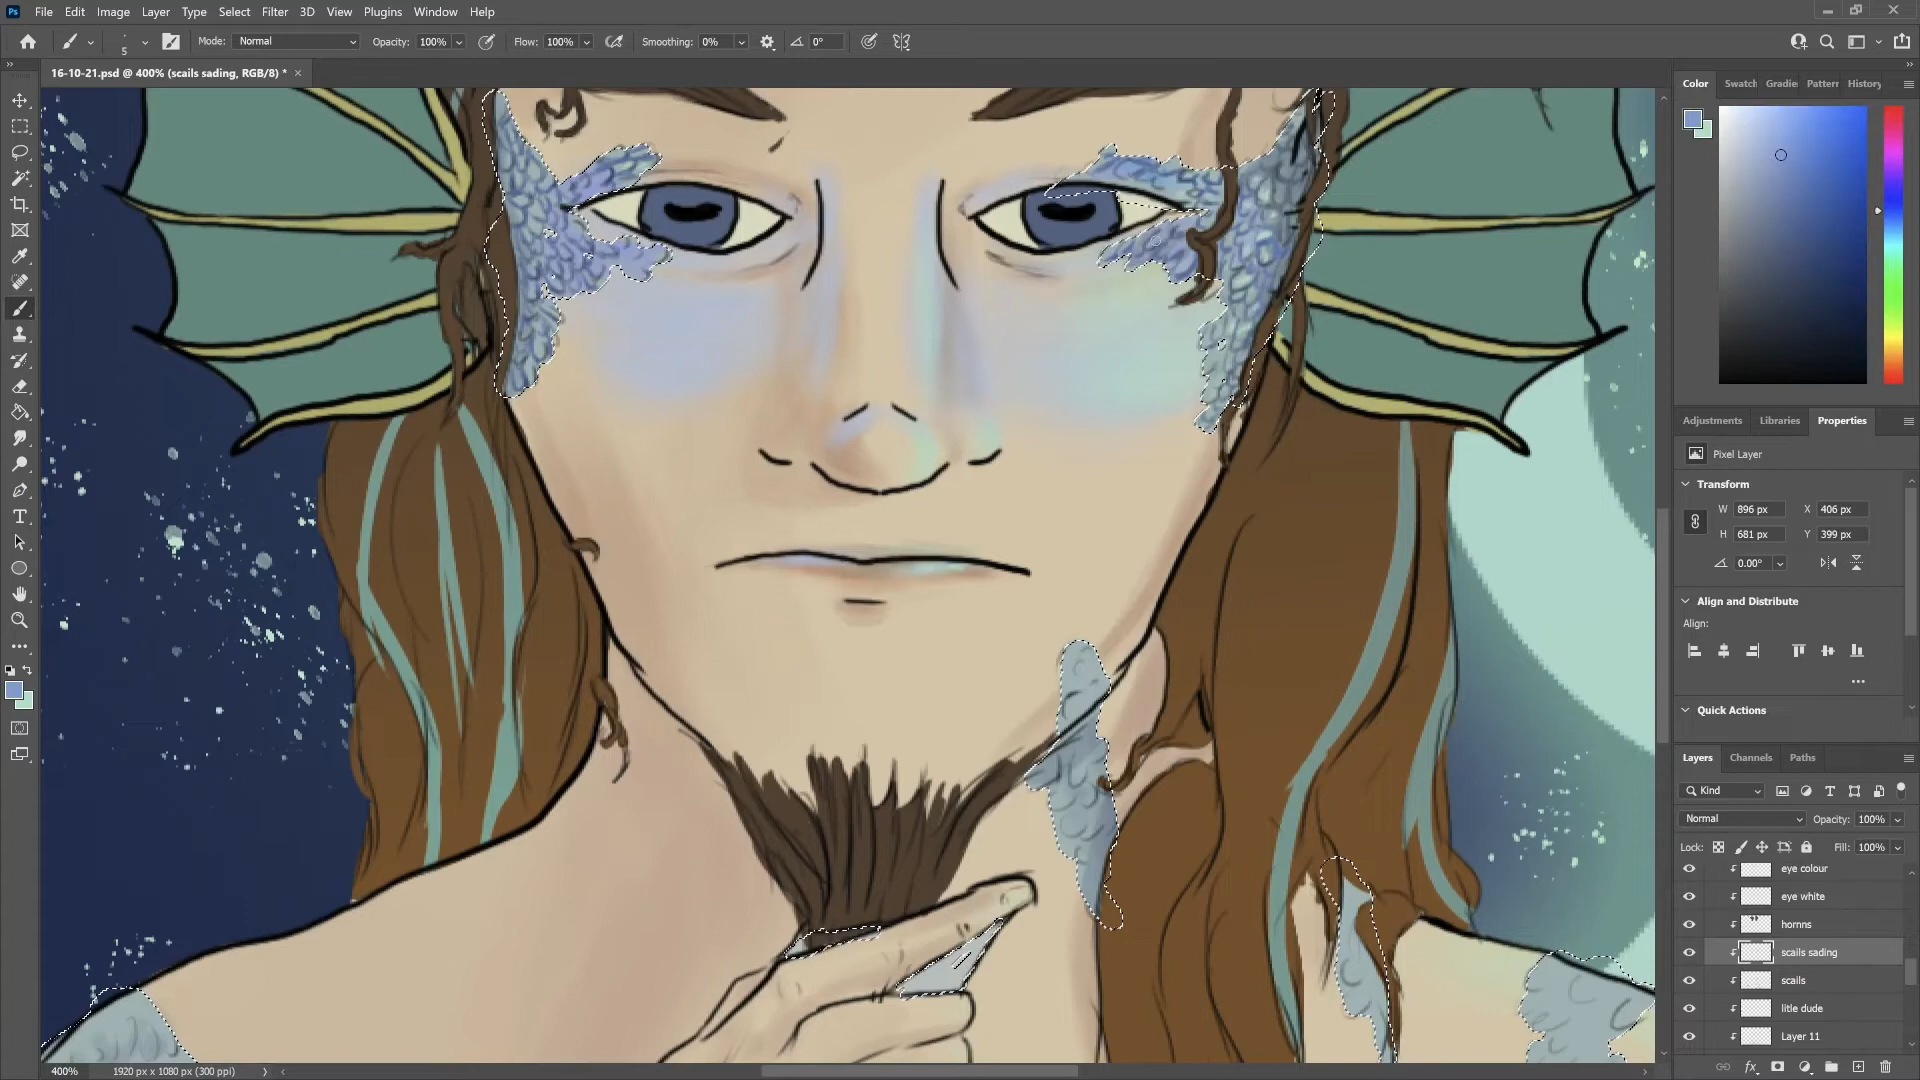 Ps File Edit Image Layer Type Select Filter 3D View Plugins Window Help
5 Mode: Normal Opacity: 100% Flow: 100% Smoothing: 0% 0°
16-10-21.psd @ 400% (scails sading, RGB/8) *
Color Swatch Gradie Pattern History
Adjustments Libraries Properties
Pixel Layer
Transform
W 896 px X 406 px
H 681 px Y 399 px
0.00°
Align and Distribute
Align:
Quick Actions
Layers Channels Paths
Kind
Normal Opacity: 100%
Lock: Fill: 100%
eye colour
eye white
hornns
scails sading
scails
litle dude
Layer 11
400% 1920 px x 1080 px (300 ppi)